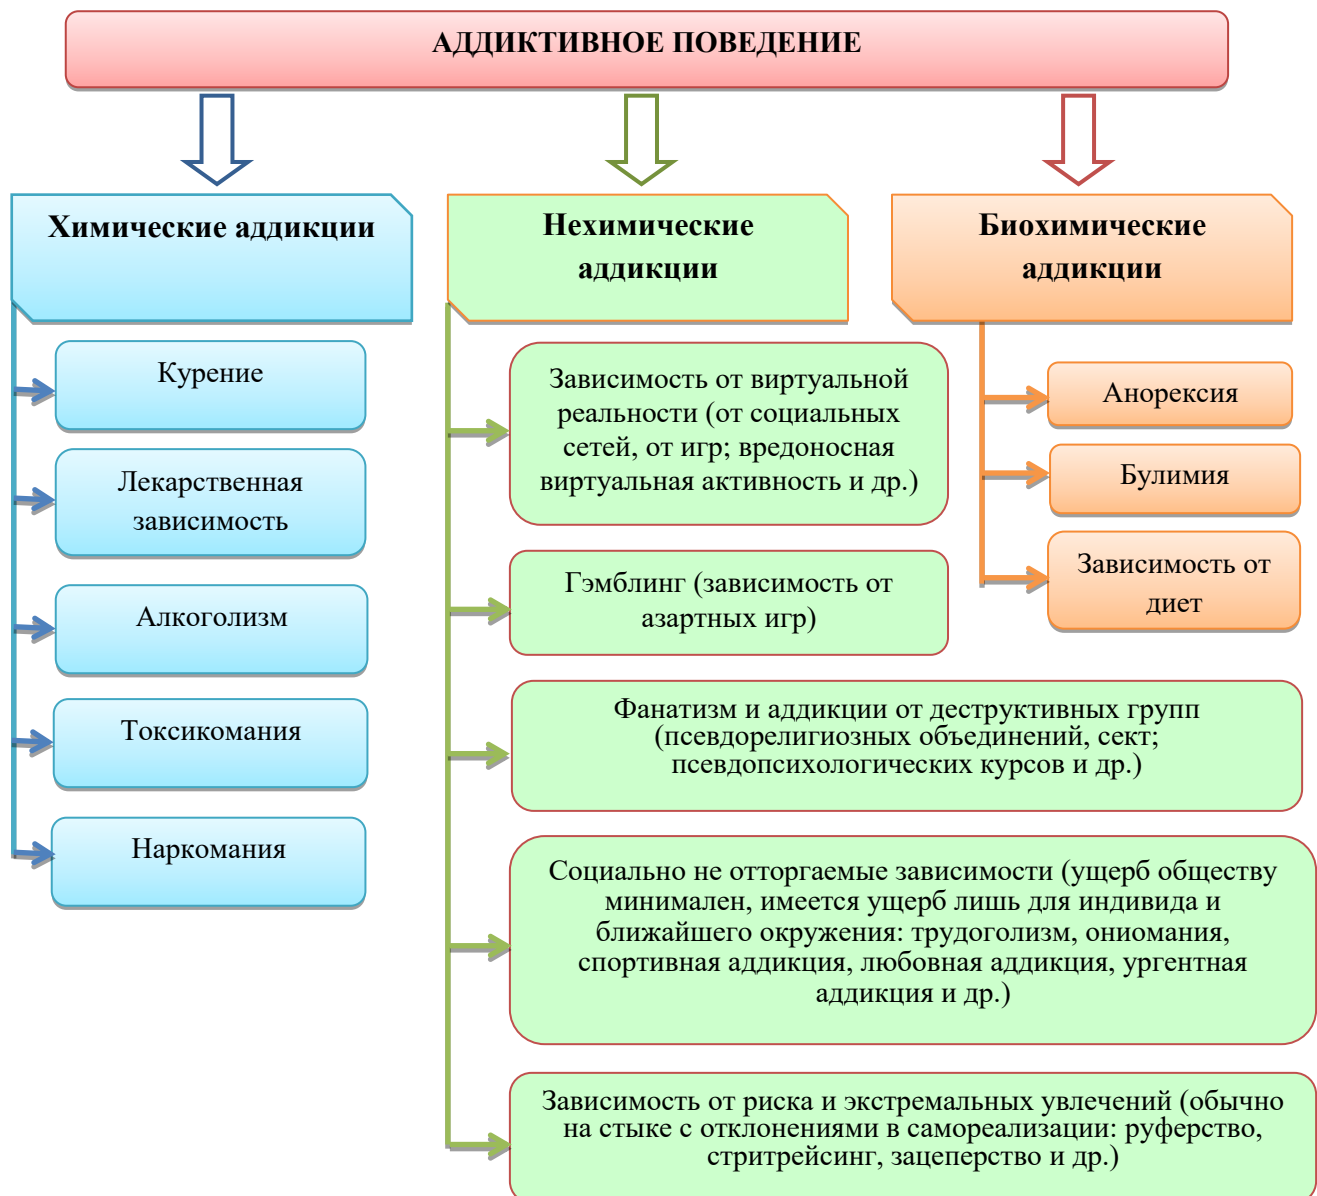 АДДИКТИВНОЕ ПОВЕДЕНИЕ
Химические аддикции
Курение
Лекарственная
зависимость
Алкоголизм
Токсикомания
Наркомания
Нехимические
аддикции
Зависимость от виртуальной
реальности (от социальных
сетей, от игр; вредоносная
виртуальная активность и др.)
Гэмблинг (зависимость от
азартных игр)
Фанатизм и аддикции от деструктивных групп
(псевдорелигиозных объединений, сект;
псевдопсихологических курсов и др.)
Социально не отторгаемые зависимости (ущерб обществу
минимален, имеется ущерб лишь для индивида и
ближайшего окружения: трудоголизм, ониомания,
спортивная аддикция, любовная аддикция, ургентная
аддикция и др.)
Зависимость от риска и экстремальных увлечений (обычно
на стыке с отклонениями в самореализации: руферство,
стритрейсинг, зацеперство и др.)
Биохимические
аддикции
Анорексия
Булимия
Зависимость от
диет